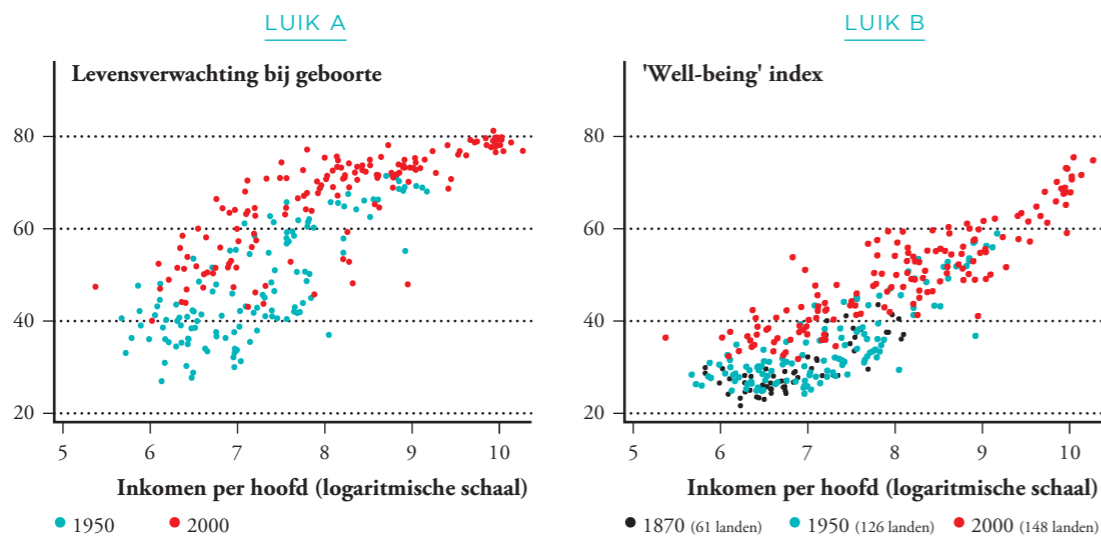 LUIK A
Levensverwachting bij geboorte
80
60
40
20
5 6 7 8 9 10
Inkomen per hoofd (logaritmische schaal)
1950 2000
LUIK B
'Well-being' index
80
60
40
20
5 6 7 8 9 10
Inkomen per hoofd (logaritmische schaal)
1870 (61 landen) 1950 (126 landen) 2000 (148 landen)